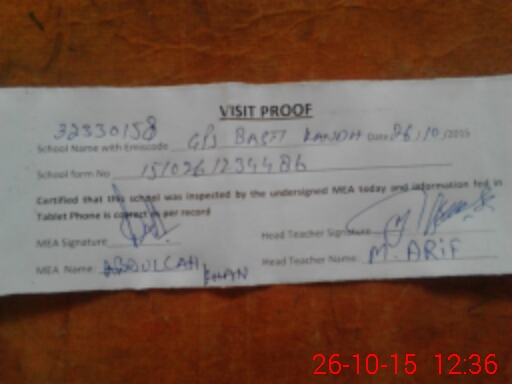 VISIT PROOF
32330158 GPS BASTI KANDH 26/10/2015
School Name with Emiscode Date
School form No 1510261234486
Certified that this school was inspected by the undersigned MEA today and information fed in
Tablet Phone is correct as per record
MEA Signature Head Teacher Signature
MEA Name: ABDULLAH KHAN Head Teacher Name: M. ARIF
26-10-15 12:36